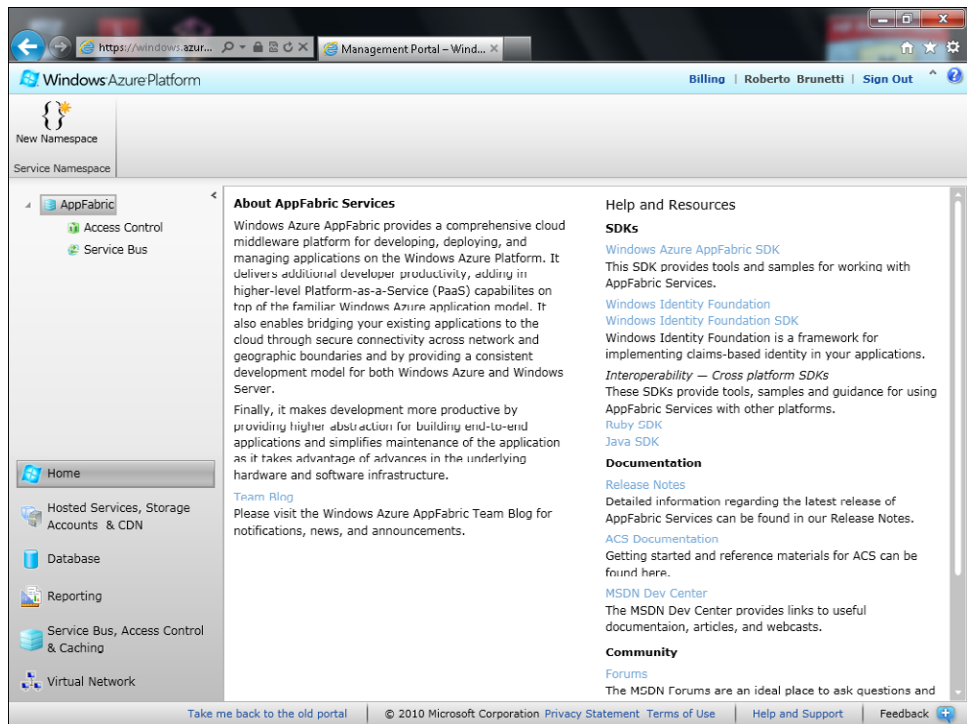 https://windows.azur...
Management Portal – Wind...
Windows Azure Platform
Billing | Roberto Brunetti | Sign Out
New Namespace
Service Namespace
AppFabric
Access Control
Service Bus
Home
Hosted Services, Storage
Accounts & CDN
Database
Reporting
Service Bus, Access Control
& Caching
Virtual Network
About AppFabric Services
Windows Azure AppFabric provides a comprehensive cloud
middleware platform for developing, deploying, and
managing applications on the Windows Azure Platform. It
delivers additional developer productivity, adding in
higher-level Platform-as-a-Service (PaaS) capabilites on
top of the familiar Windows Azure application model. It
also enables bridging your existing applications to the
cloud through secure connectivity across network and
geographic boundaries and by providing a consistent
development model for both Windows Azure and Windows
Server.
Finally, it makes development more productive by
providing higher abstraction for building end-to-end
applications and simplifies maintenance of the application
as it takes advantage of advances in the underlying
hardware and software infrastructure.
Team Blog
Please visit the Windows Azure AppFabric Team Blog for
notifications, news, and announcements.
Help and Resources
SDKs
Windows Azure AppFabric SDK
This SDK provides tools and samples for working with
AppFabric Services.
Windows Identity Foundation
Windows Identity Foundation SDK
Windows Identity Foundation is a framework for
implementing claims-based identity in your applications.
Interoperability — Cross platform SDKs
These SDKs provide tools, samples and guidance for using
AppFabric Services with other platforms.
Ruby SDK
Java SDK
Documentation
Release Notes
Detailed information regarding the latest release of
AppFabric Services can be found in our Release Notes.
ACS Documentation
Getting started and reference materials for ACS can be
found here.
MSDN Dev Center
The MSDN Dev Center provides links to useful
documentaion, articles, and webcasts.
Community
Forums
The MSDN Forums are an ideal place to ask questions and
Take me back to the old portal | © 2010 Microsoft Corporation Privacy Statement Terms of Use | Help and Support | Feedback